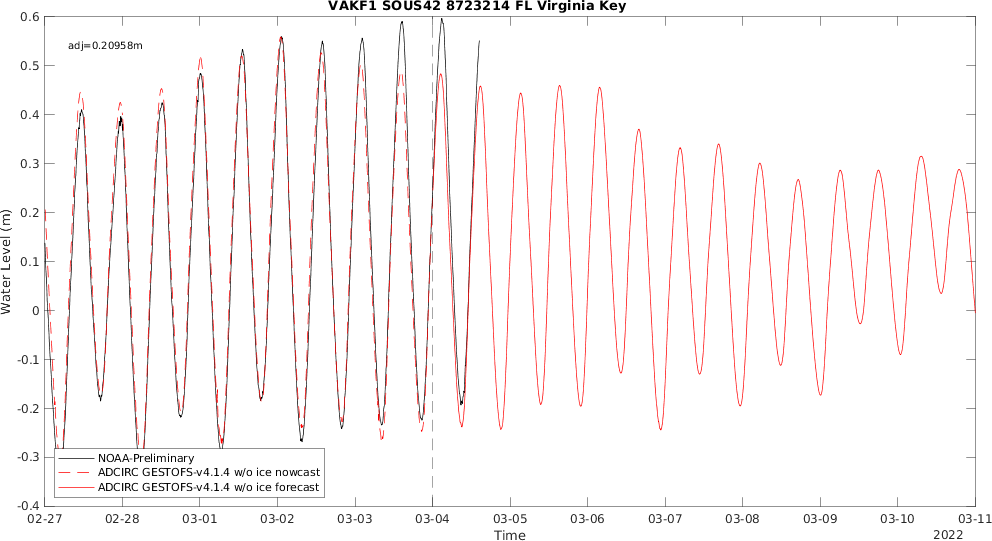 VAKF1 SOUS42 8723214 FL Virginia Key
adj=0.20958m
Water Level (m)
0.6
0.5
0.4
0.3
0.2
0.1
0
-0.1
-0.2
-0.3
-0.4
NOAA-Preliminary
ADCIRC GESTOFS-v4.1.4 w/o ice nowcast
ADCIRC GESTOFS-v4.1.4 w/o ice forecast
02-27 02-28 03-01 03-02 03-03 03-04 03-05 03-06 03-07 03-08 03-09 03-10 03-11
Time
2022